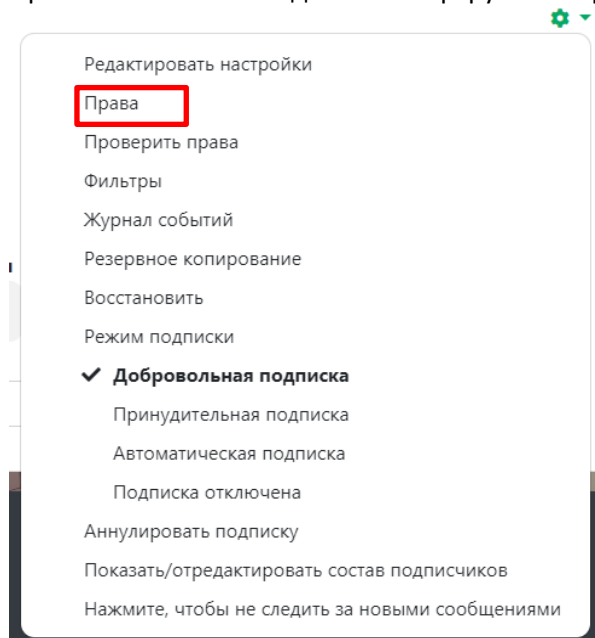 Редактировать настройки
Права
Проверить права
Фильтры
Журнал событий
Резервное копирование
Восстановить
Режим подписки
Добровольная подписка
Принудительная подписка
Автоматическая подписка
Подписка отключена
Аннулировать подписку
Показать/отредактировать состав подписчиков
Нажмите, чтобы не следить за новыми сообщениями